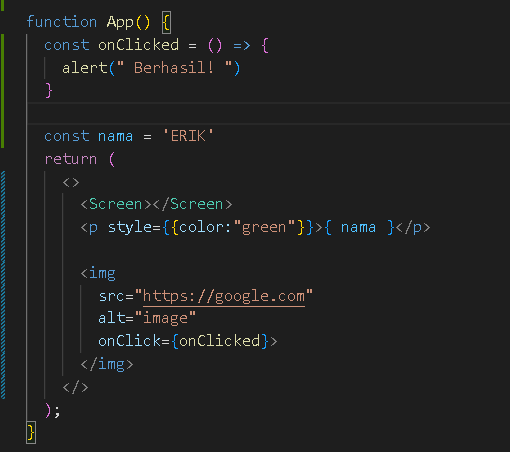 function App() {
const onClicked = () => {
alert(" Berhasil! ")
}
const nama = 'ERIK'
return (
<>
<Screen></Screen>
<p style={{color:"green"}}>{ nama }</p>
<img
src="https://google.com"
alt="image"
onClick={onClicked}>
</img>
</>
);
}